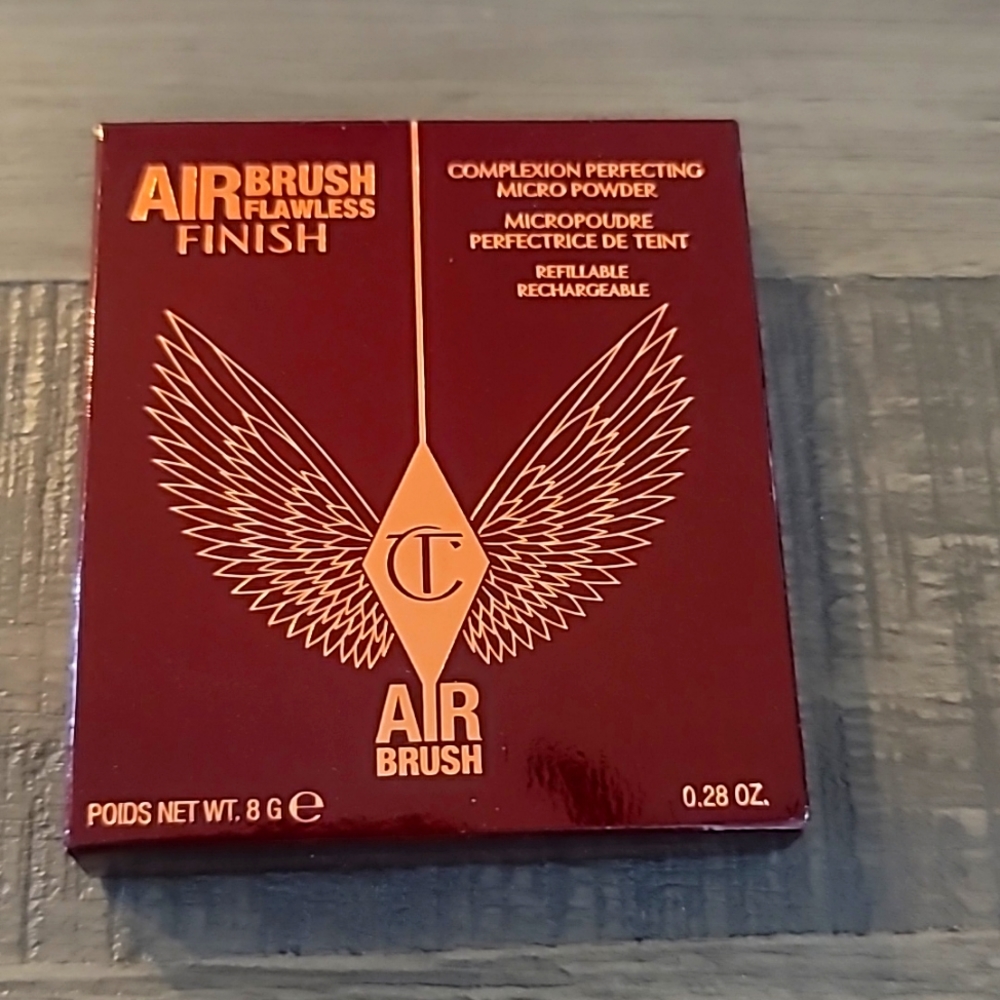 AIRBRUSH
FLAWLESS
FINISH
COMPLEXION PERFECTING
MICRO POWDER
MICROPOUDRE
PERFECTRICE DE TEINT
REFILLABLE
RECHARGEABLE
CT
AIR
BRUSH
POIDS NET WT. 8 G ℮
0.28 OZ.